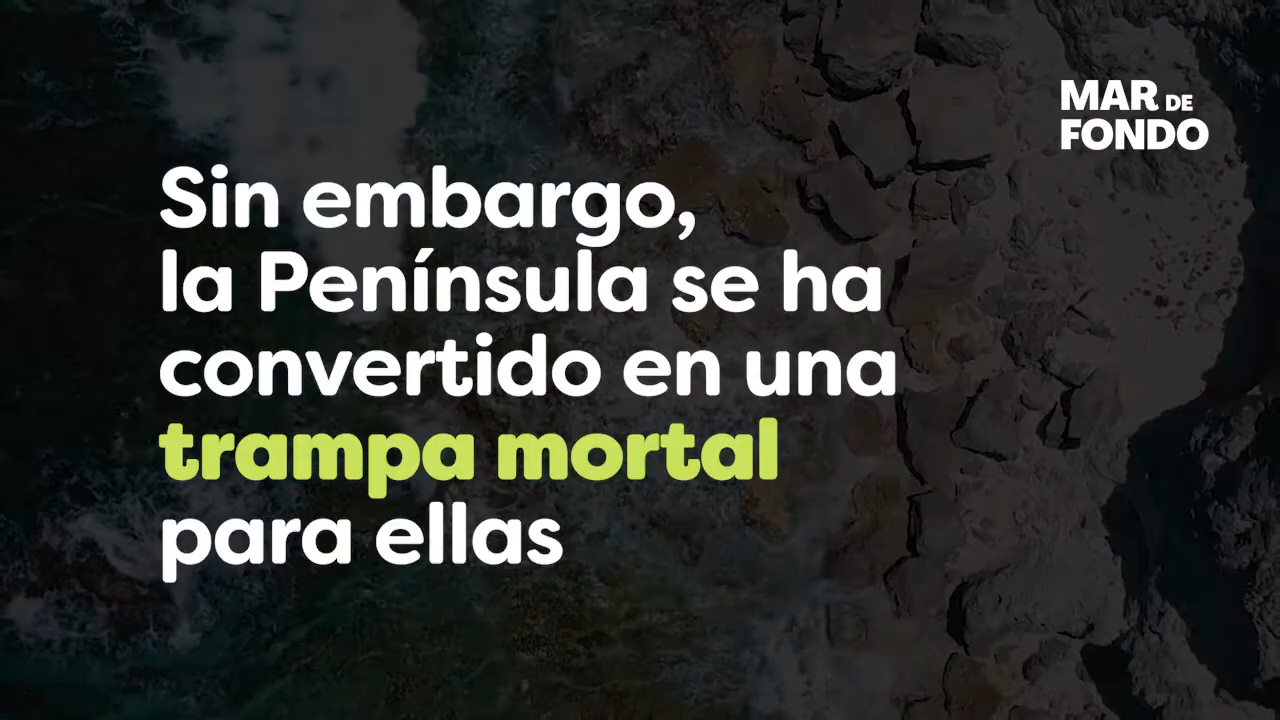 MAR DE
FONDO
Sin embargo,
la Península se ha
convertido en una
trampa mortal
para ellas